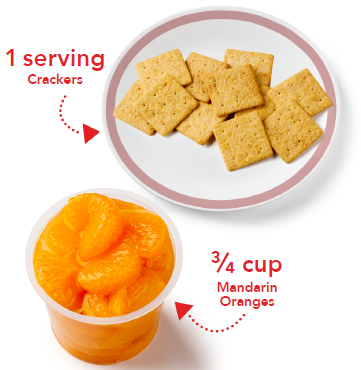 1 serving
Crackers
¾ cup
Mandarin
Oranges